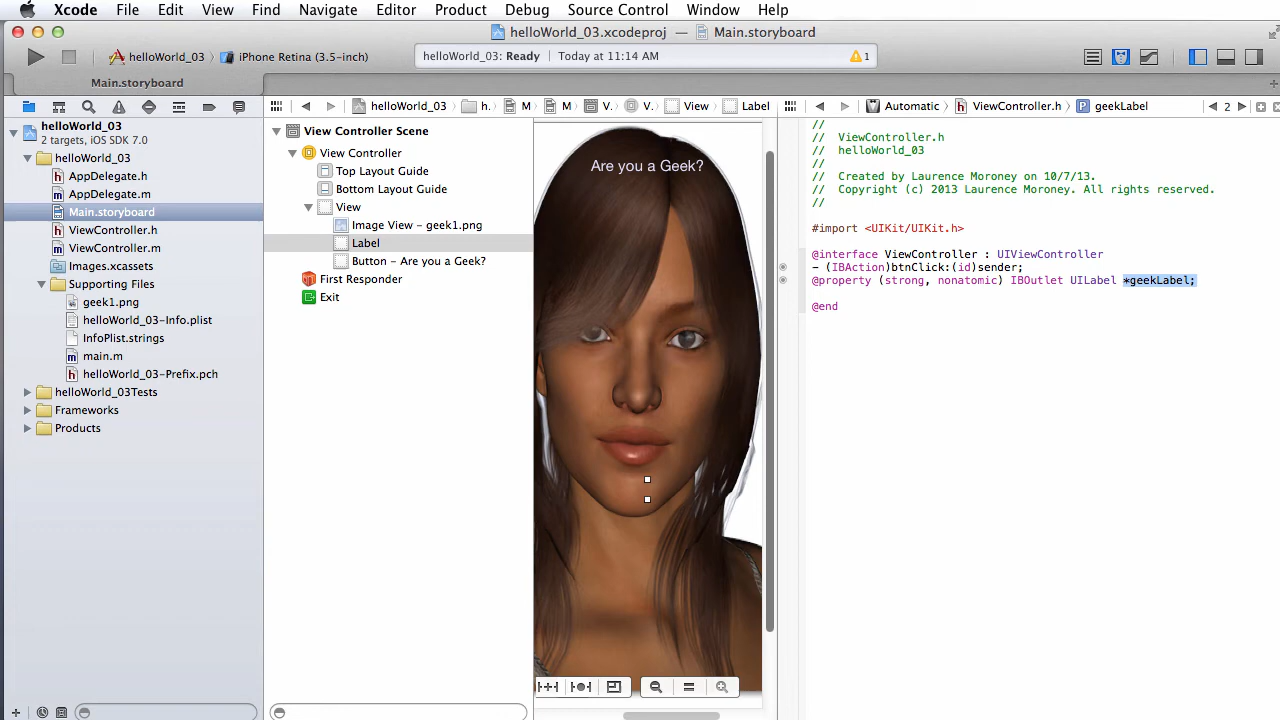 Xcode File Edit View Find Navigate Editor Product Debug Source Control Window Help
helloWorld_03.xcodeproj — Main.storyboard
helloWorld_03 › iPhone Retina (3.5-inch)
helloWorld_03: Ready | Today at 11:14 AM
1
Main.storyboard
helloWorld_03 › h. › M › M › V. › V. › View › Label
Automatic › ViewController.h › P geekLabel
2
helloWorld_03
2 targets, iOS SDK 7.0
helloWorld_03
h AppDelegate.h
m AppDelegate.m
Main.storyboard
h ViewController.h
m ViewController.m
Images.xcassets
Supporting Files
geek1.png
helloWorld_03-Info.plist
InfoPlist.strings
m main.m
h helloWorld_03-Prefix.pch
helloWorld_03Tests
Frameworks
Products
View Controller Scene
View Controller
Top Layout Guide
Bottom Layout Guide
View
Image View – geek1.png
Label
Button – Are you a Geek?
First Responder
Exit
Are you a Geek?
//
//  ViewController.h
//  helloWorld_03
//
//  Created by Laurence Moroney on 10/7/13.
//  Copyright (c) 2013 Laurence Moroney. All rights reserved.
//
#import <UIKit/UIKit.h>
@interface ViewController : UIViewController
- (IBAction)btnClick:(id)sender;
@property (strong, nonatomic) IBOutlet UILabel *geekLabel;
@end